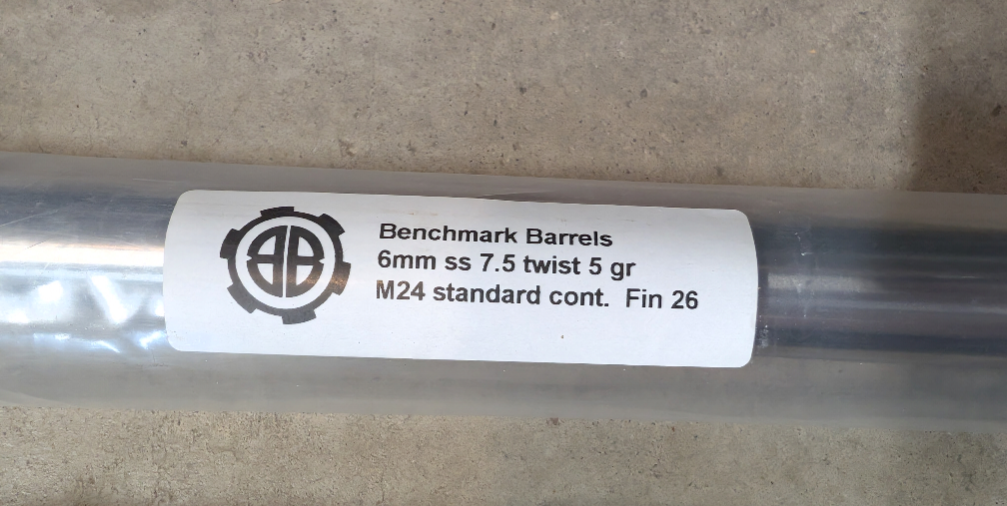 BB
Benchmark Barrels
6mm ss 7.5 twist 5 gr
M24 standard cont.  Fin 26